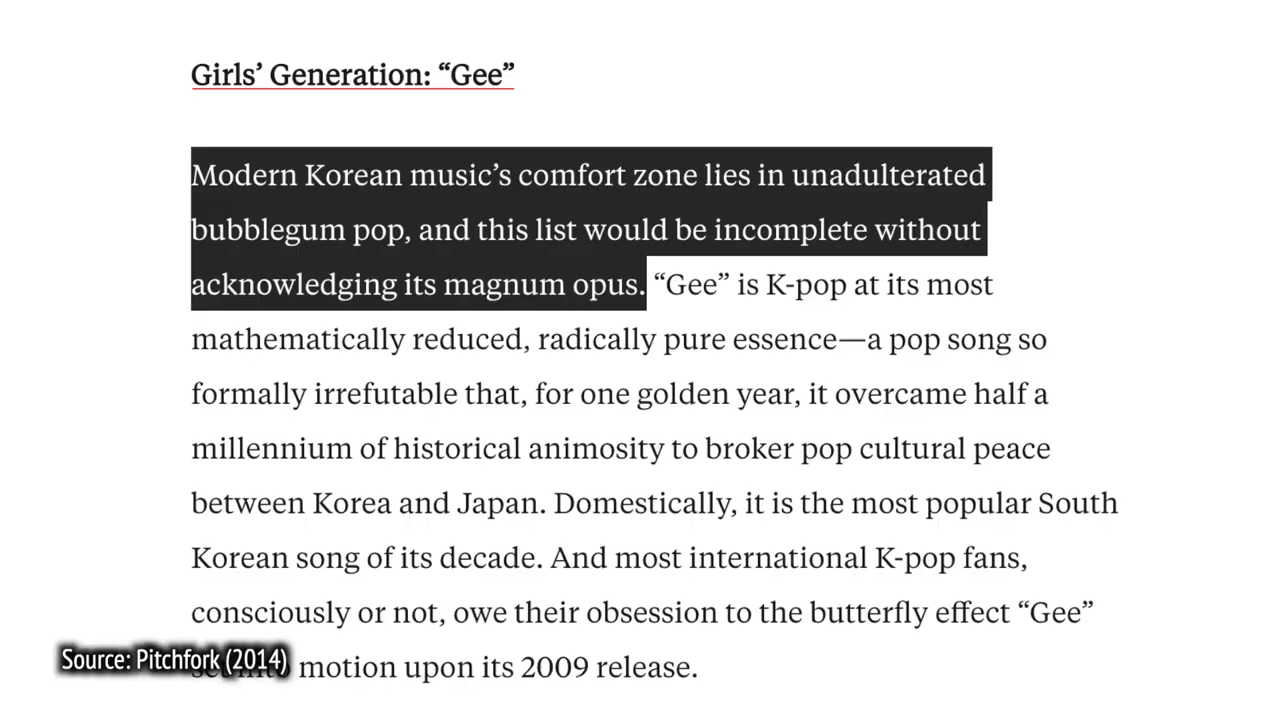 Girls’ Generation: “Gee”
Modern Korean music’s comfort zone lies in unadulterated
bubblegum pop, and this list would be incomplete without
acknowledging its magnum opus. “Gee” is K-pop at its most
mathematically reduced, radically pure essence—a pop song so
formally irrefutable that, for one golden year, it overcame half a
millennium of historical animosity to broker pop cultural peace
between Korea and Japan. Domestically, it is the most popular South
Korean song of its decade. And most international K-pop fans,
consciously or not, owe their obsession to the butterfly effect “Gee”
Source: Pitchfork (2014)
motion upon its 2009 release.